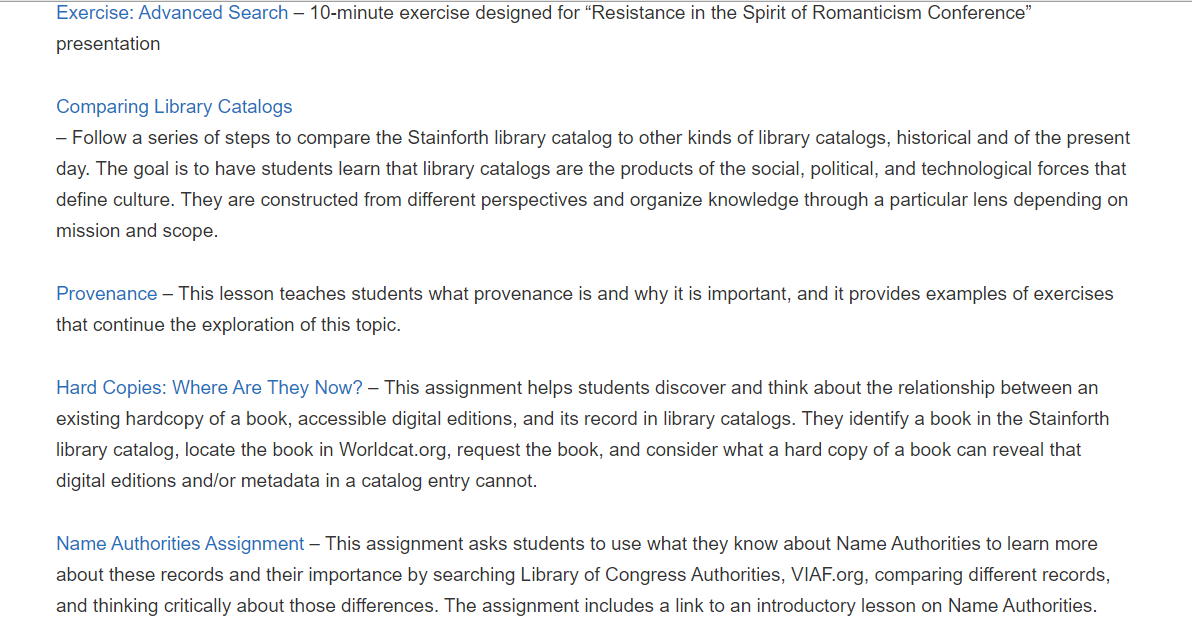 Exercise: Advanced Search – 10-minute exercise designed for “Resistance in the Spirit of Romanticism Conference”
presentation
Comparing Library Catalogs
– Follow a series of steps to compare the Stainforth library catalog to other kinds of library catalogs, historical and of the present
day. The goal is to have students learn that library catalogs are the products of the social, political, and technological forces that
define culture. They are constructed from different perspectives and organize knowledge through a particular lens depending on
mission and scope.
Provenance – This lesson teaches students what provenance is and why it is important, and it provides examples of exercises
that continue the exploration of this topic.
Hard Copies: Where Are They Now? – This assignment helps students discover and think about the relationship between an
existing hardcopy of a book, accessible digital editions, and its record in library catalogs. They identify a book in the Stainforth
library catalog, locate the book in Worldcat.org, request the book, and consider what a hard copy of a book can reveal that
digital editions and/or metadata in a catalog entry cannot.
Name Authorities Assignment – This assignment asks students to use what they know about Name Authorities to learn more
about these records and their importance by searching Library of Congress Authorities, VIAF.org, comparing different records,
and thinking critically about those differences. The assignment includes a link to an introductory lesson on Name Authorities.